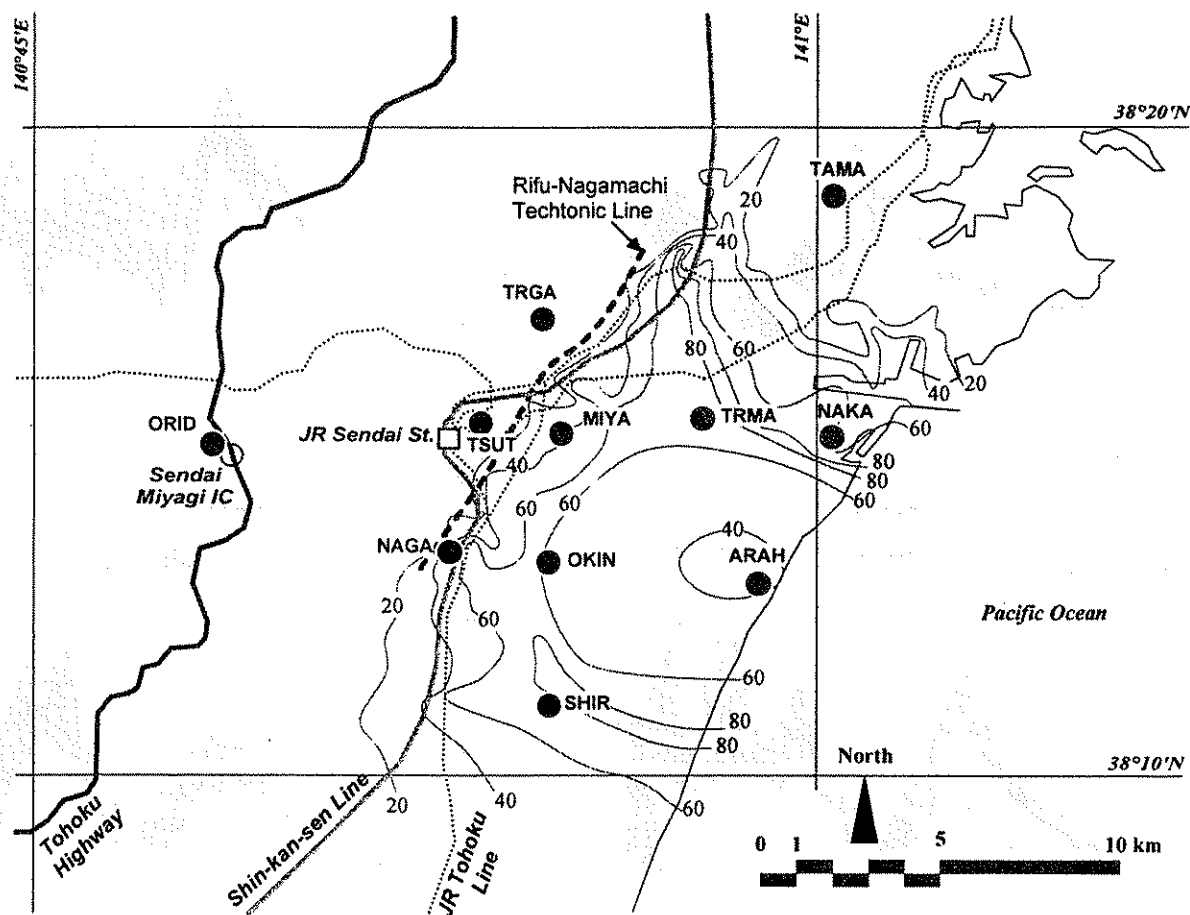 140°45'E
141°E
38°20'N
TAMA
Rifu-Nagamachi
Techtonic Line
20
40
TRGA
80
60
40
20
ORID
JR Sendai St.
TSUT
MIYA
TRMA
NAKA
Sendai
Miyagi IC
40
60
60
80
80
60
40
NAGA
OKIN
ARAH
20
60
Pacific Ocean
60
SHIR
80
80
North
38°10'N
20
40
60
Tohoku
Highway
Shin-kan-sen Line
JR Tohoku
Line
0 1 5 10 km